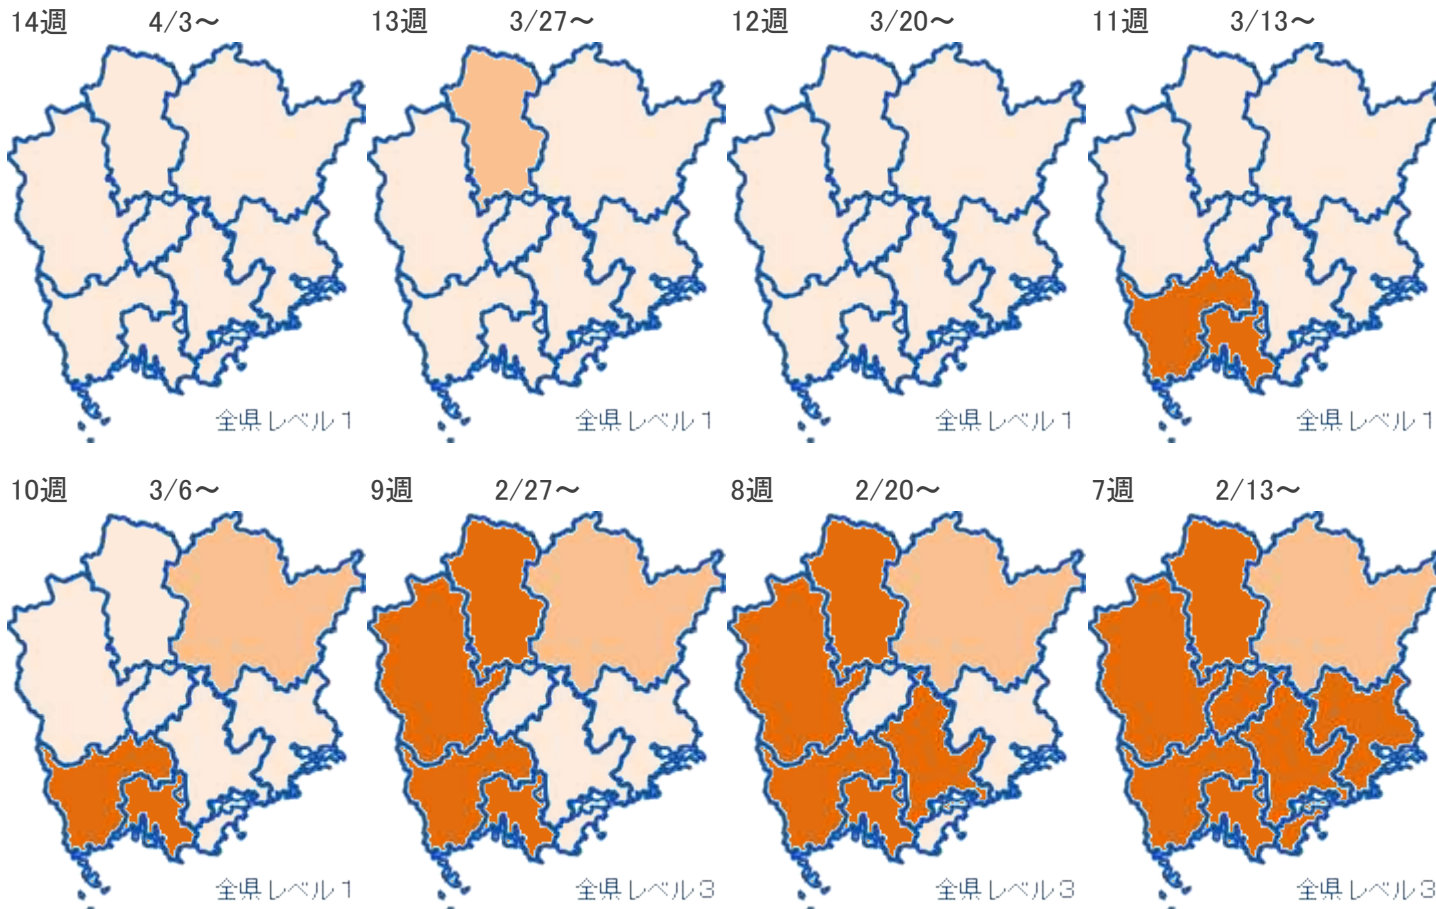 14週 4/3～ 13週 3/27～ 12週 3/20～ 11週 3/13～
全県レベル１ 全県レベル１ 全県レベル１ 全県レベル１
10週 3/6～ 9週 2/27～ 8週 2/20～ 7週 2/13～
全県レベル１ 全県レベル３ 全県レベル３ 全県レベル３